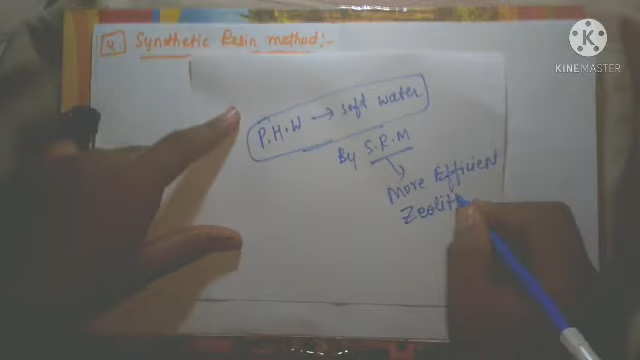 4 Synthetic Resin method:-
P.H.W → soft water
By S.R.M
More Efficient
Zeolit
KINEMASTER